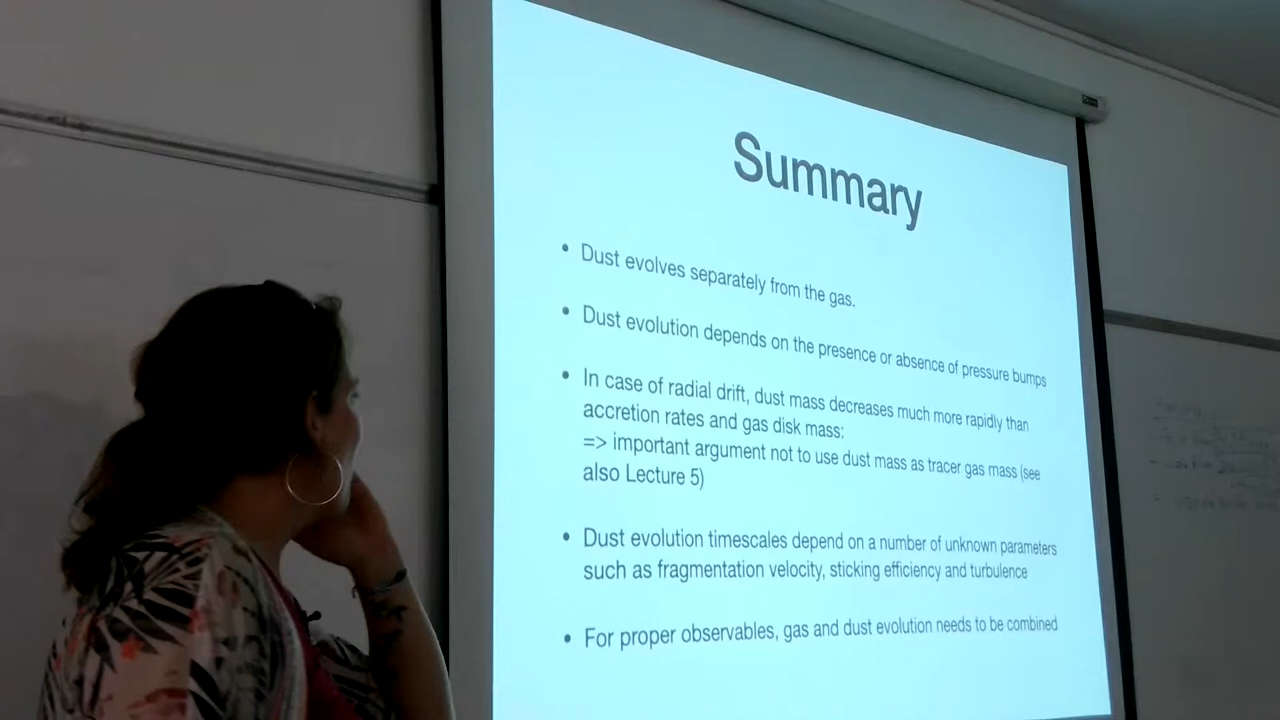 Summary
• Dust evolves separately from the gas.
• Dust evolution depends on the presence or absence of pressure bumps
• In case of radial drift, dust mass decreases much more rapidly than
accretion rates and gas disk mass:
=> important argument not to use dust mass as tracer gas mass (see
also Lecture 5)
• Dust evolution timescales depend on a number of unknown parameters
such as fragmentation velocity, sticking efficiency and turbulence
• For proper observables, gas and dust evolution needs to be combined